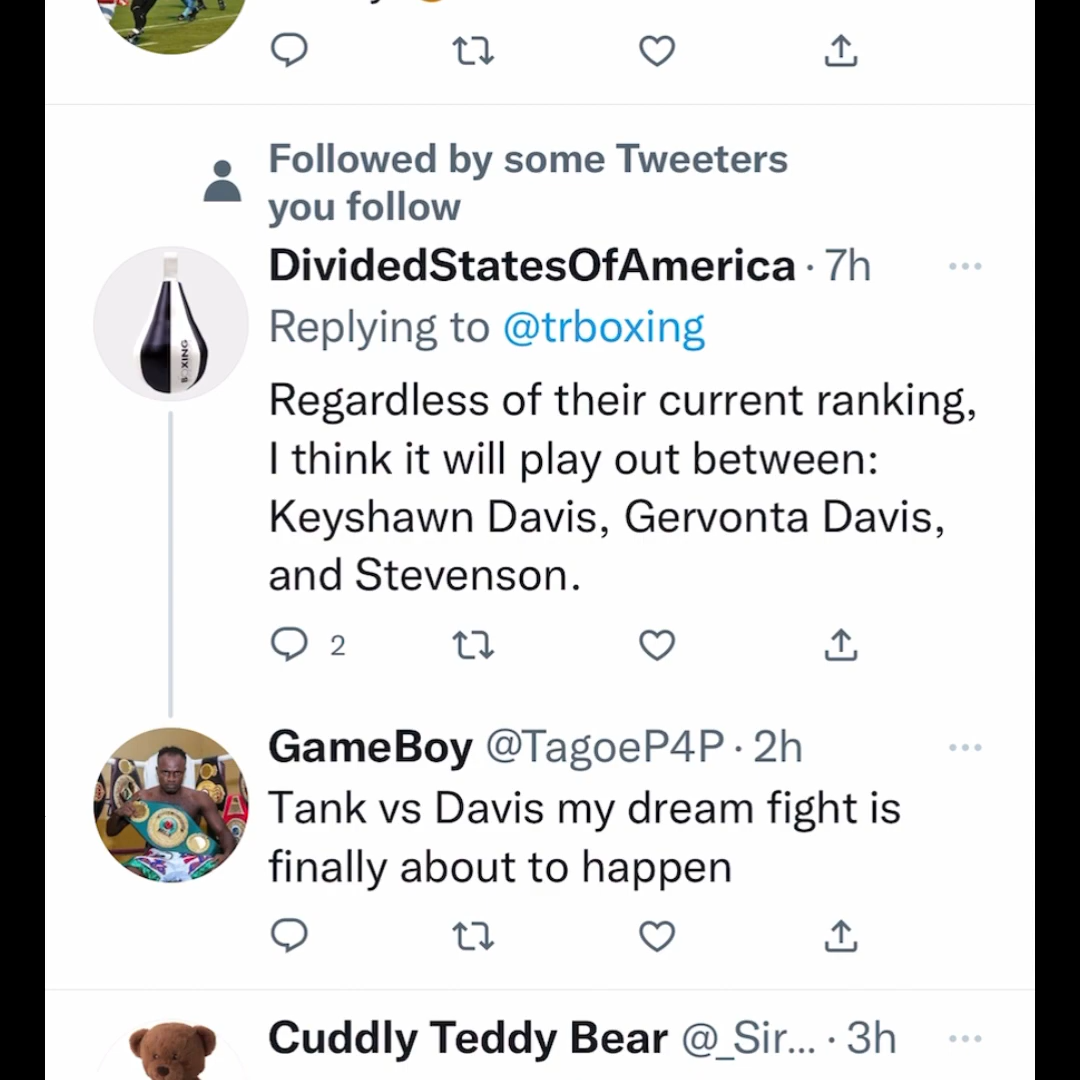 Followed by some Tweeters
you follow
DividedStatesOfAmerica · 7h
Replying to @trboxing
Regardless of their current ranking,
I think it will play out between:
Keyshawn Davis, Gervonta Davis,
and Stevenson.
2
BOXING
GameBoy @TagoeP4P · 2h
Tank vs Davis my dream fight is
finally about to happen
Cuddly Teddy Bear @_Sir... · 3h